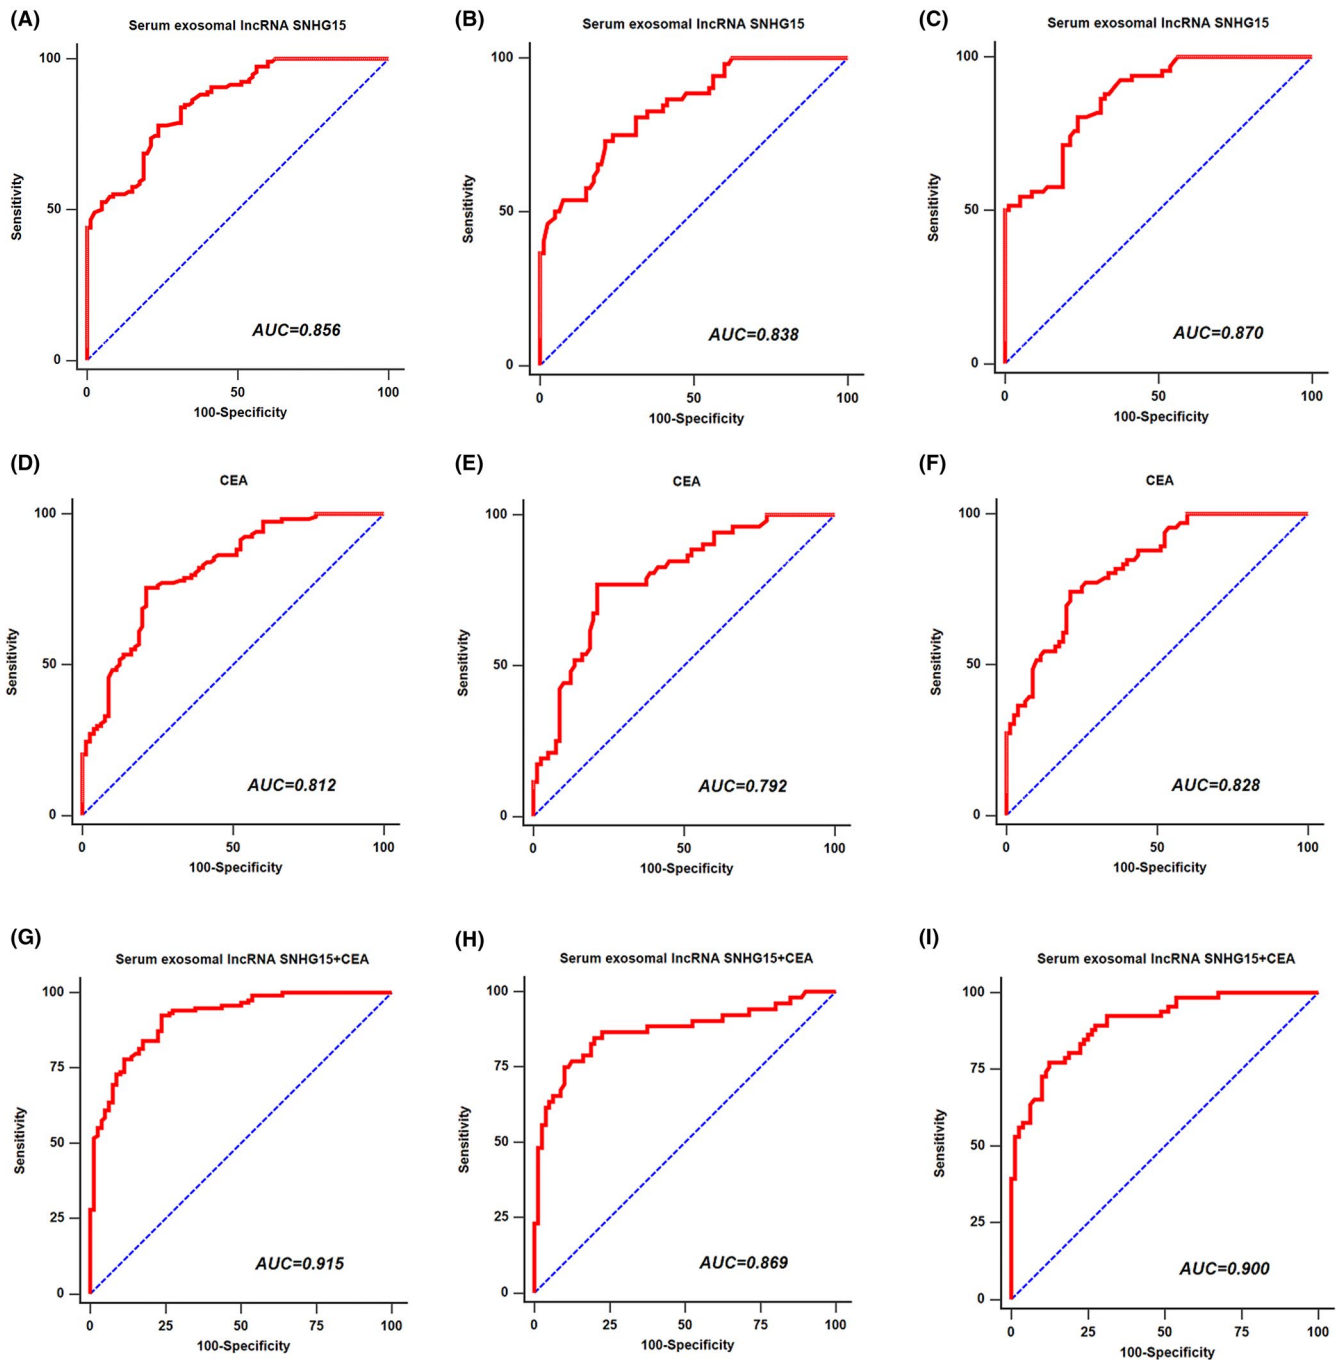 (A)
Serum exosomal lncRNA SNHG15
100
50
0
Sensitivity
AUC=0.856
0 50 100
100-Specificity
(B)
Serum exosomal lncRNA SNHG15
100
50
0
Sensitivity
AUC=0.838
0 50 100
100-Specificity
(C)
Serum exosomal lncRNA SNHG15
100
50
0
Sensitivity
AUC=0.870
0 50 100
100-Specificity
(D)
CEA
100
50
0
Sensitivity
AUC=0.812
0 50 100
100-Specificity
(E)
CEA
100
50
0
Sensitivity
AUC=0.792
0 50 100
100-Specificity
(F)
CEA
100
50
0
Sensitivity
AUC=0.828
0 50 100
100-Specificity
(G)
Serum exosomal lncRNA SNHG15+CEA
100
75
50
25
0
Sensitivity
AUC=0.915
0 25 50 75 100
100-Specificity
(H)
Serum exosomal lncRNA SNHG15+CEA
100
75
50
25
0
Sensitivity
AUC=0.869
0 25 50 75 100
100-Specificity
(I)
Serum exosomal lncRNA SNHG15+CEA
100
75
50
25
0
Sensitivity
AUC=0.900
0 25 50 75 100
100-Specificity